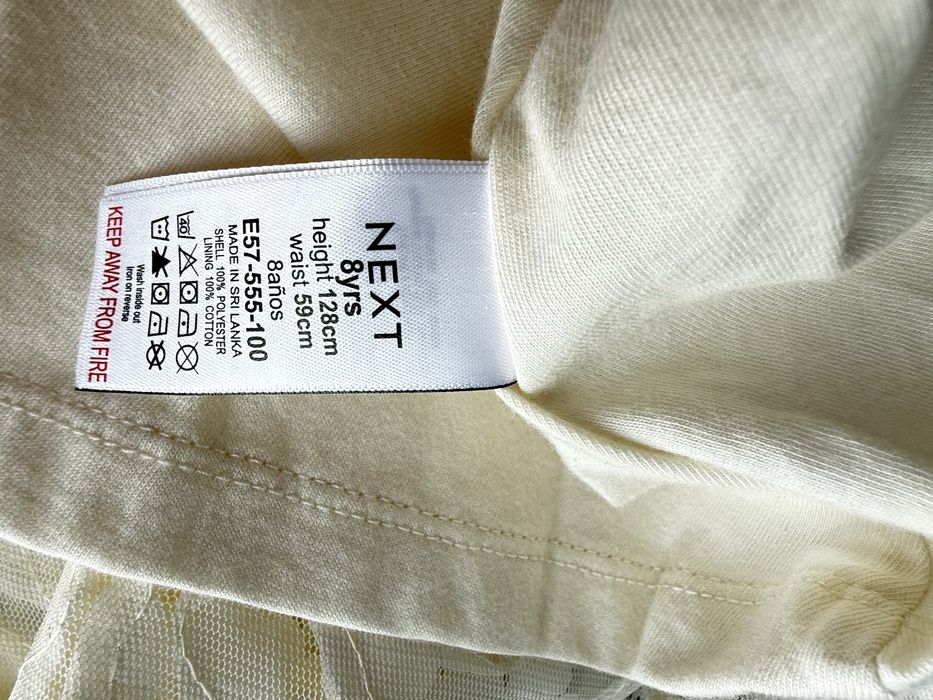 NEXT
8yrs
height 128cm
waist 59cm
8años
E57-555-100
MADE IN SRI LANKA
SHELL 100% POLYESTER
LINING 100% COTTON
40
Wash inside out
iron on reverse
KEEP AWAY FROM FIRE